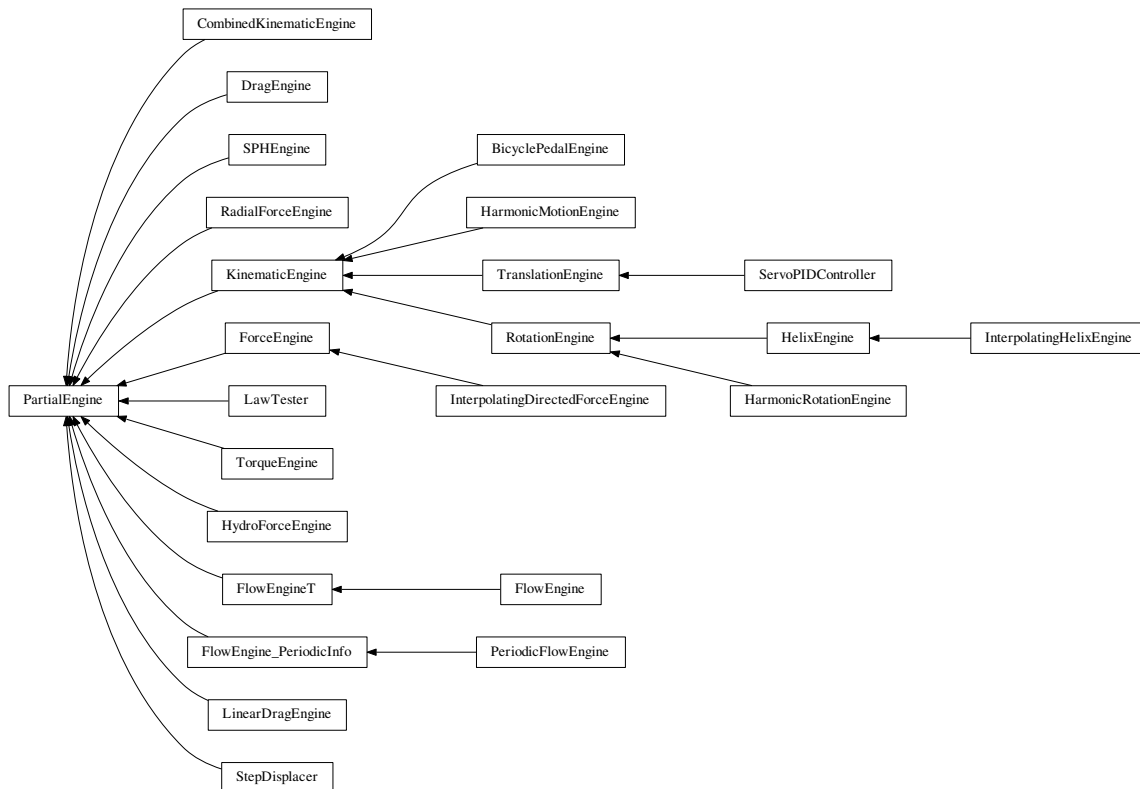 CombinedKinematicEngine
DragEngine
SPHEngine
BicyclePedalEngine
RadialForceEngine
HarmonicMotionEngine
KinematicEngine
TranslationEngine
ServoPIDController
ForceEngine
RotationEngine
HelixEngine
InterpolatingHelixEngine
PartialEngine
LawTester
InterpolatingDirectedForceEngine
HarmonicRotationEngine
TorqueEngine
HydroForceEngine
FlowEngineT
FlowEngine
FlowEngine_PeriodicInfo
PeriodicFlowEngine
LinearDragEngine
StepDisplacer